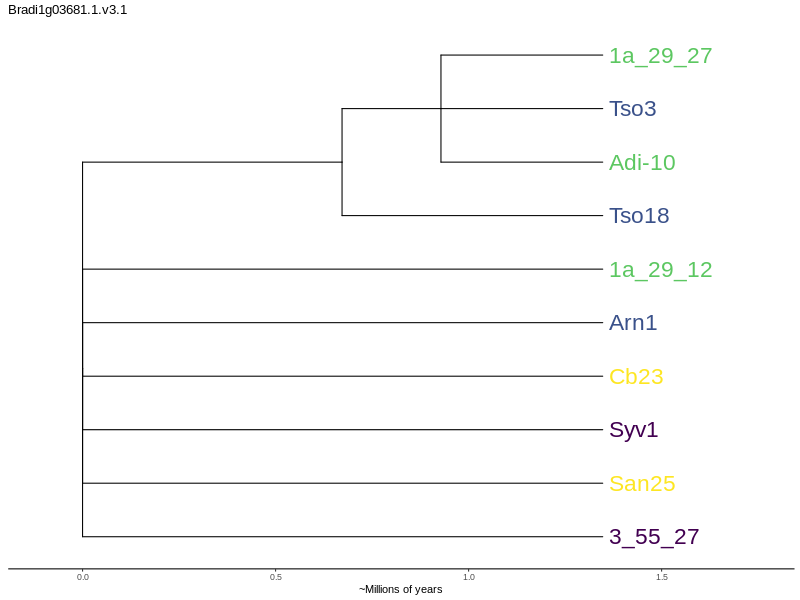 Bradi1g03681.1.v3.1
1a_29_27
Tso3
Adi-10
Tso18
1a_29_12
Arn1
Cb23
Syv1
San25
3_55_27
0.0 0.5 1.0 1.5
~Millions of years